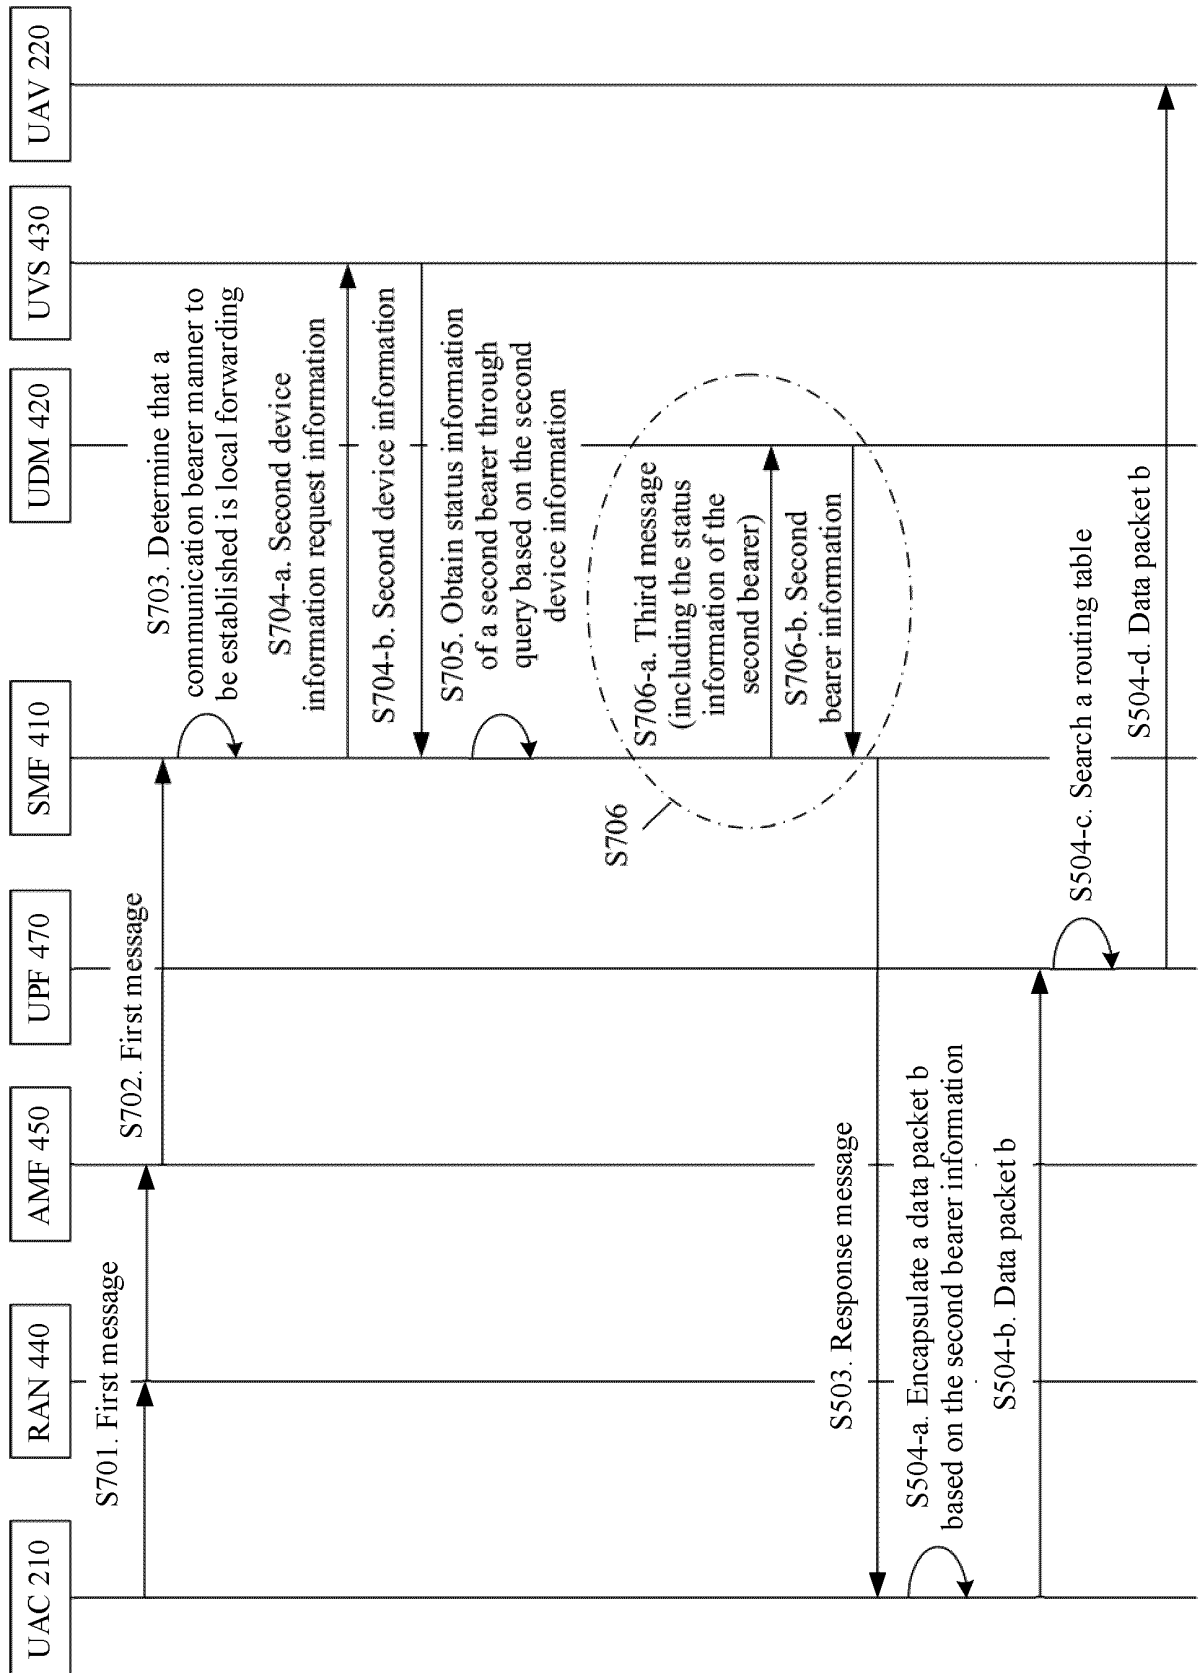 UAC 210
RAN 440
AMF 450
UPF 470
SMF 410
UDM 420
UVS 430
UAV 220
S701. First message
S702. First message
S703. Determine that a
communication bearer manner to
be established is local forwarding
S704-a. Second device
information request information
S704-b. Second device information
S705. Obtain status information
of a second bearer through
query based on the second
device information
S706
S706-a. Third message
(including the status
information of the
second bearer)
S706-b. Second
bearer information
S503. Response message
S504-a. Encapsulate a data packet b
based on the second bearer information
S504-b. Data packet b
S504-c. Search a routing table
S504-d. Data packet b